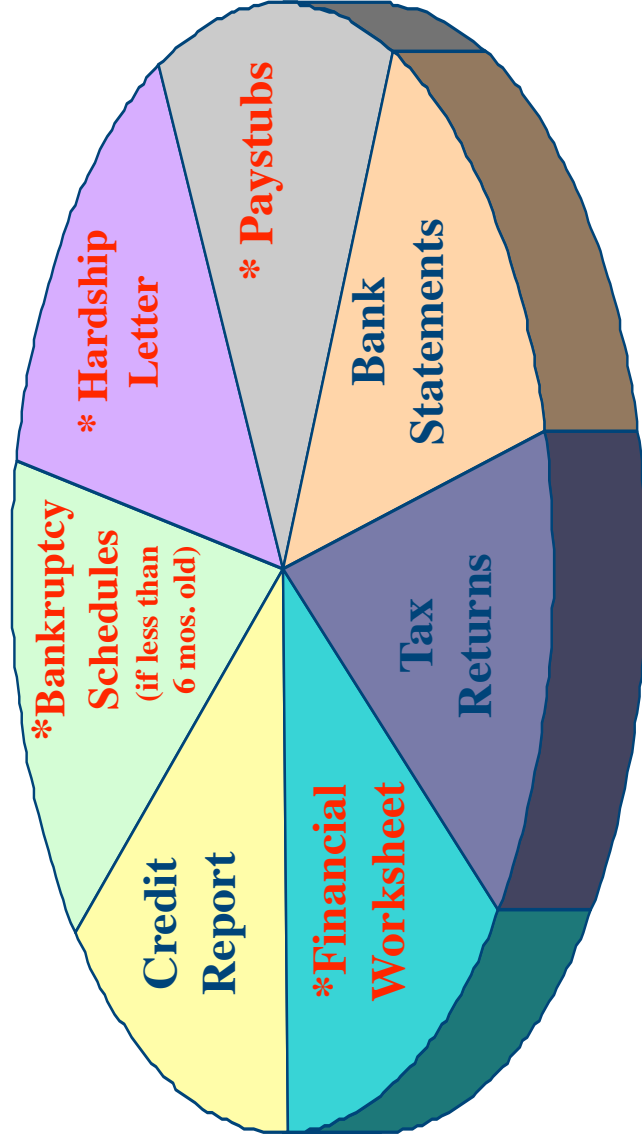 *Bankruptcy
Schedules
(if less than
6 mos. old)
* Hardship
Letter
Credit
Report
* Paystubs
*Financial
Worksheet
Bank
Statements
Tax
Returns